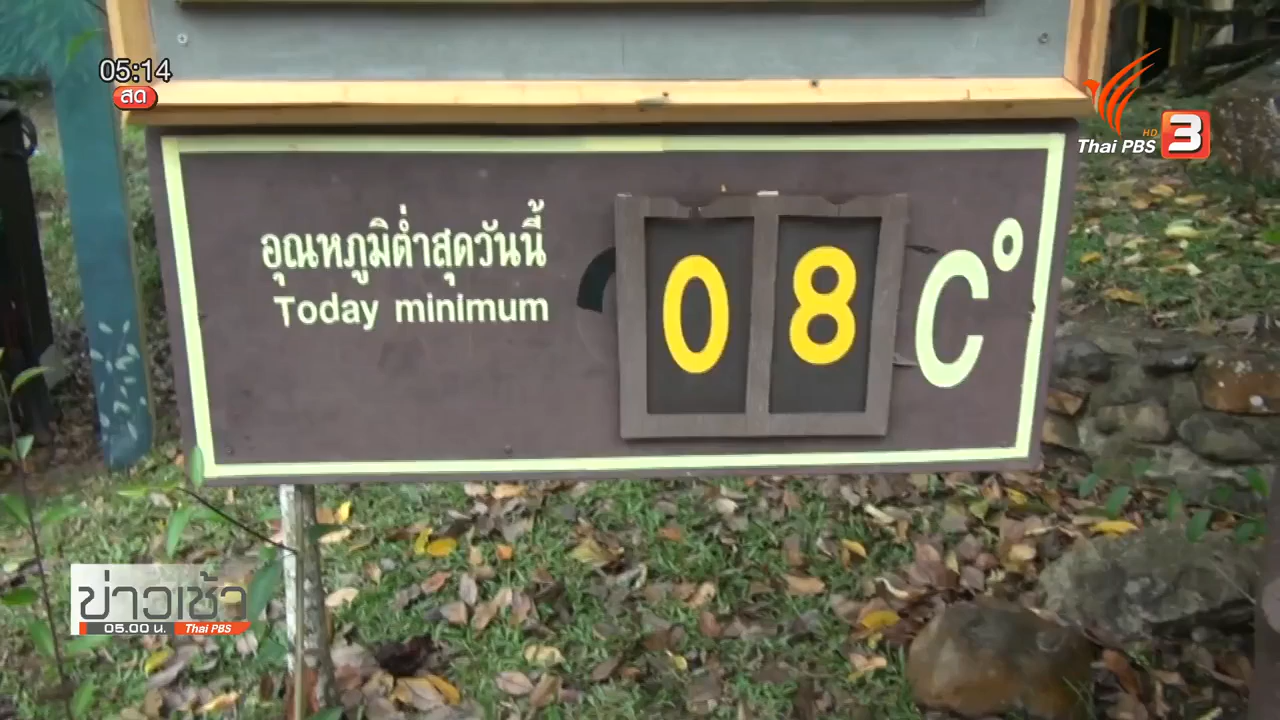 05:14
สด
HD
Thai PBS 3
อุณหภูมิต่ำสุดวันนี้
Today minimum
08 C°
ข่าวเช้า
05.00 น. Thai PBS